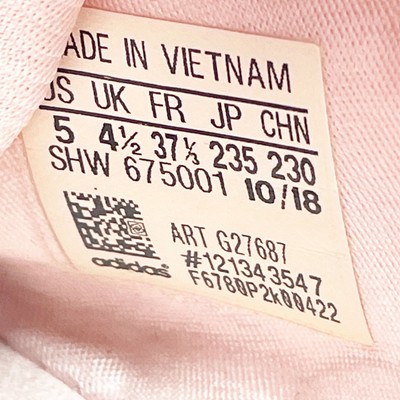 MADE IN VIETNAM
US UK FR JP CHN
5 4½ 37⅓ 235 230
SHW 675001 10/18
ART G27687
#121343547
adidas
F6780P2K00422